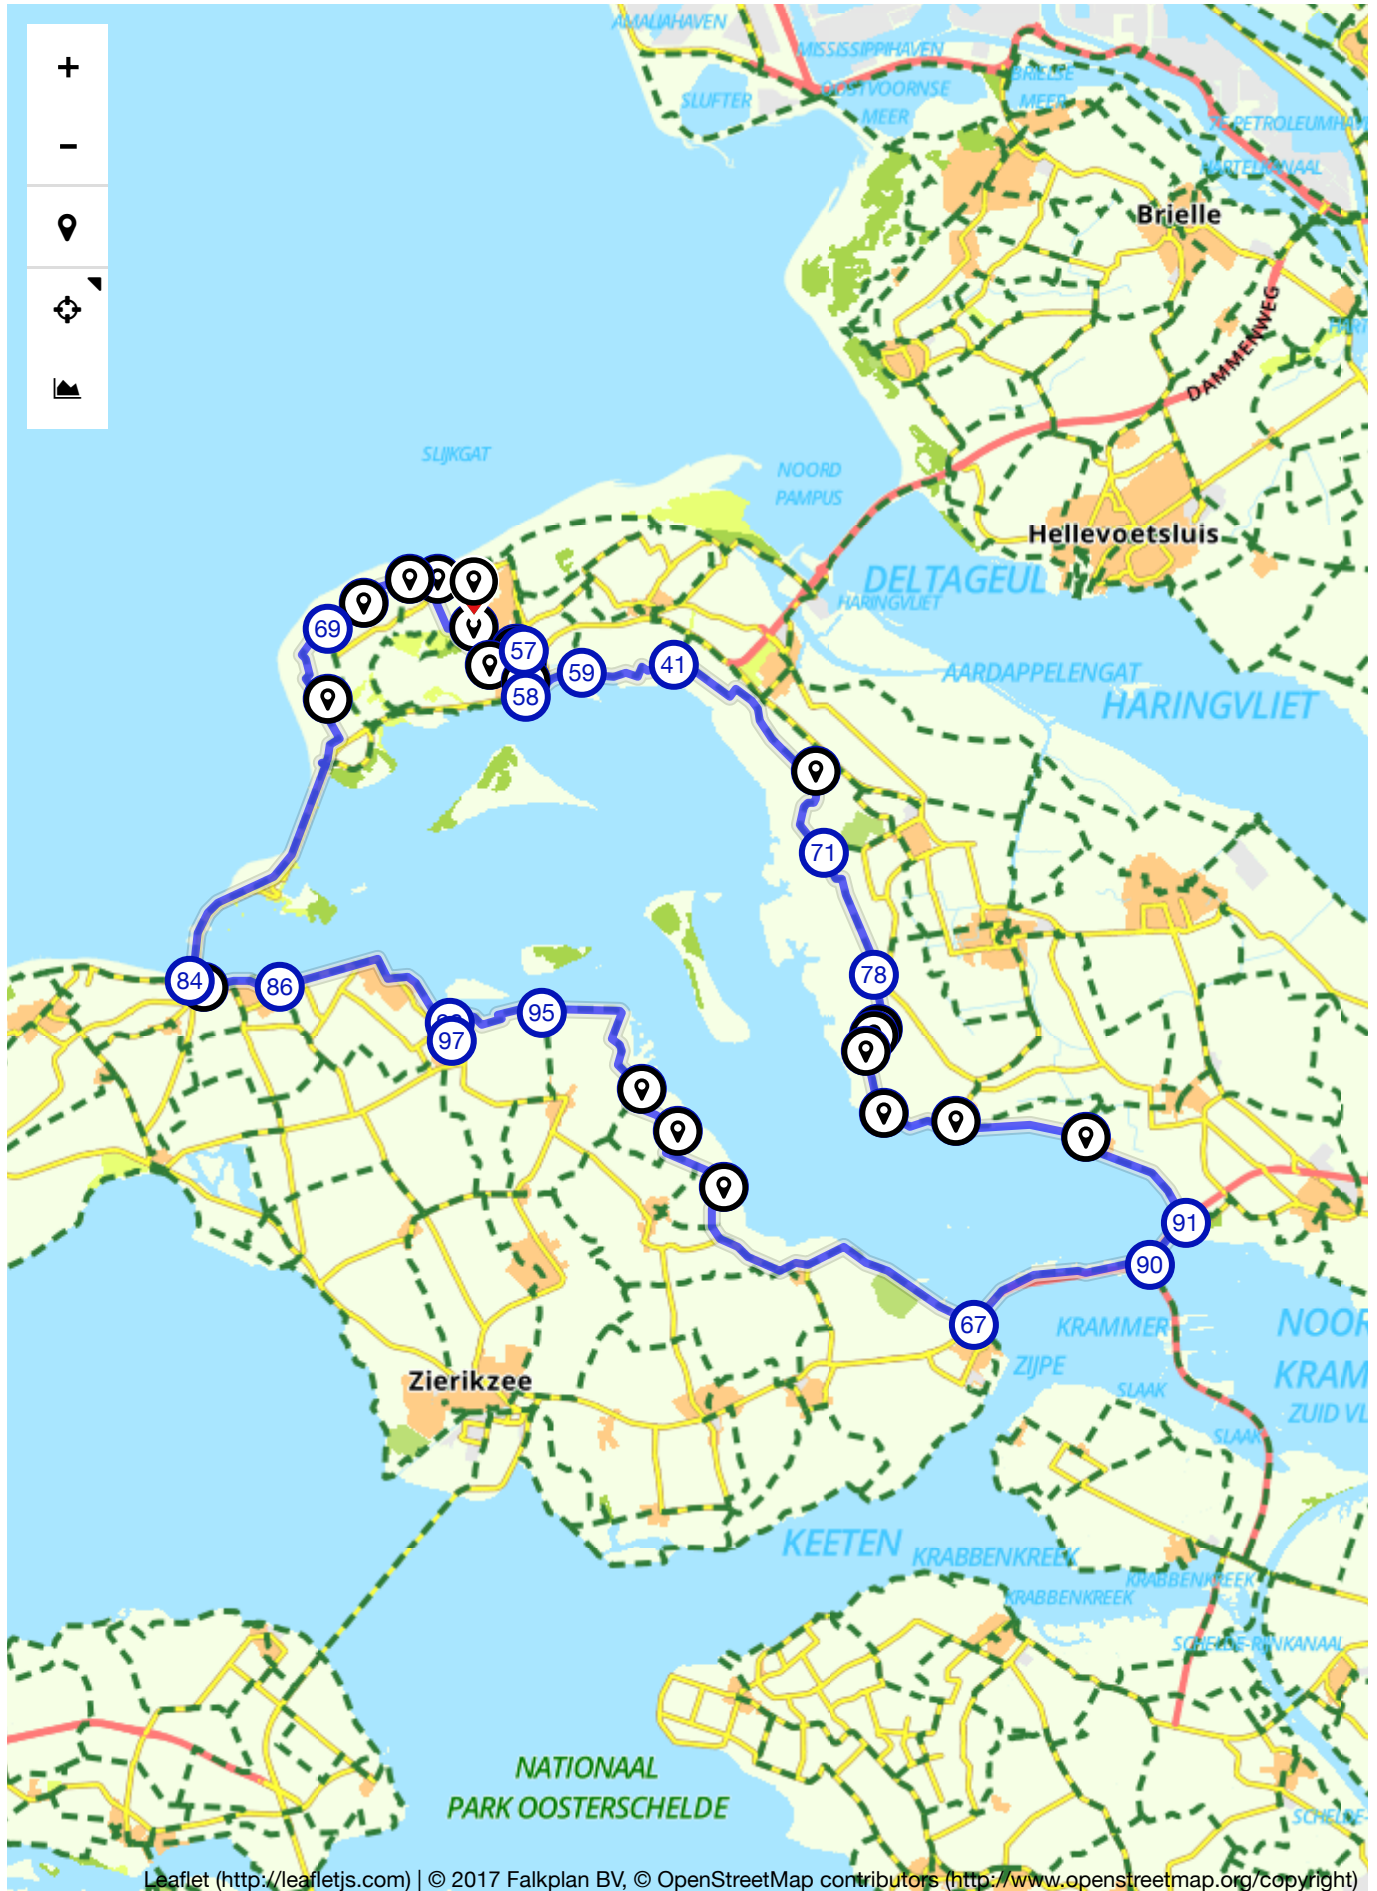 +
AMALIAHAVEN
MISSISSIPPIHAVEN
−
SLUFTER
OOSTVOORNSE
MEER
BRIELSE
MEER
7E PETROLEUMHA
HARTELKANAAL
Brielle
DAMMENWEG
HARI
SLIJKGAT
NOORD
PAMPUS
Hellevoetsluis
DELTAGEUL
HARINGVLIET
69
57
59
41
58
AARDAPPELENGAT
HARINGVLIET
71
78
84
86
95
97
91
90
67
KRAMMER
NOOR
ZIJPE
KRAM
SLAAK
ZUID VL
SLAAK
Zierikzee
KEETEN
KRABBENKREEK
KRABBENKREEK
KRABBENKREEK
SCHELDE-RIJNKANAAL
NATIONAAL
PARK OOSTERSCHELDE
SCHELDE-
Leaflet (http://leafletjs.com) | © 2017 Falkplan BV, © OpenStreetMap contributors (http://www.openstreetmap.org/copyright)